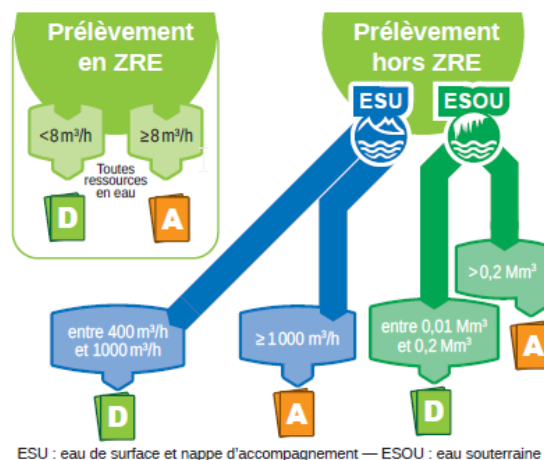 Prélèvement
en ZRE
<8 m³/h
≥8 m³/h
Toutes
ressources
en eau
D
A
Prélèvement
hors ZRE
ESU
ESOU
entre 400 m³/h
et 1000 m³/h
D
≥ 1 000 m³/h
A
entre 0,01 Mm³
et 0,2 Mm³
D
> 0,2 Mm³
A
ESU : eau de surface et nappe d'accompagnement — ESOU : eau souterraine